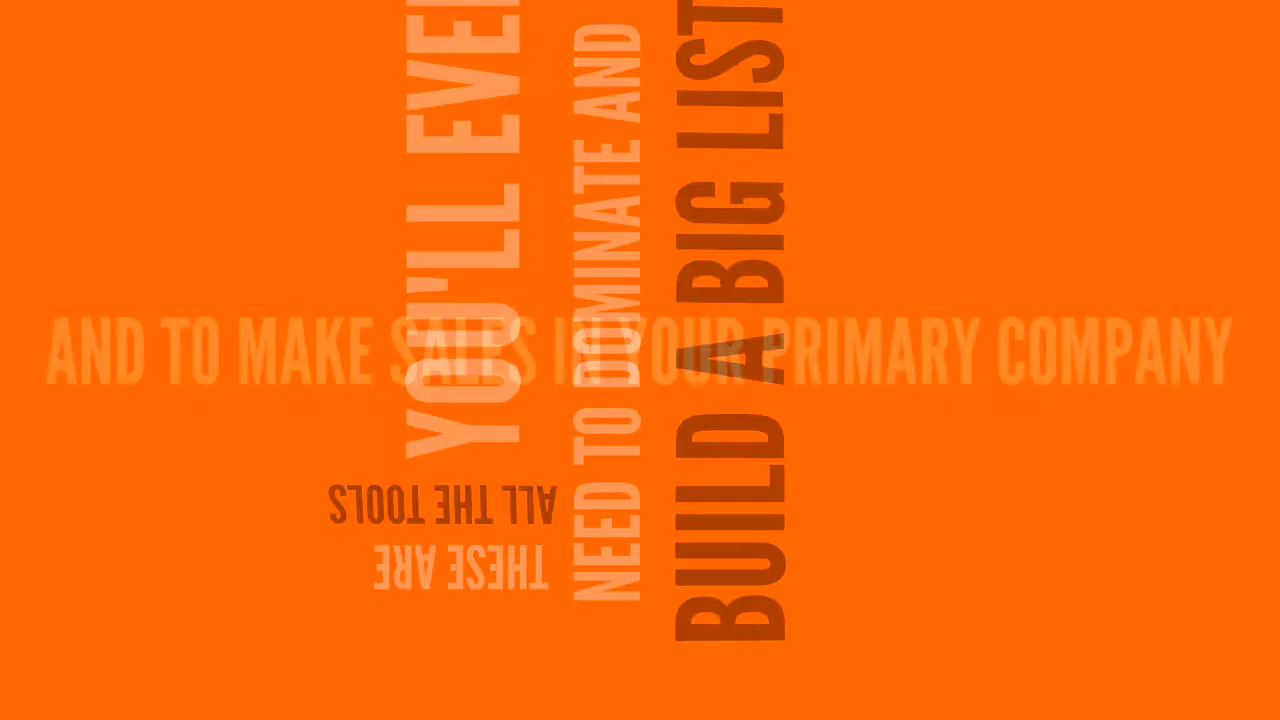 THESE ARE
ALL THE TOOLS
YOU'LL EVE
NEED TO DOMINATE AND
BUILD A BIG LIST
AND TO MAKE SALES IN YOUR PRIMARY COMPANY